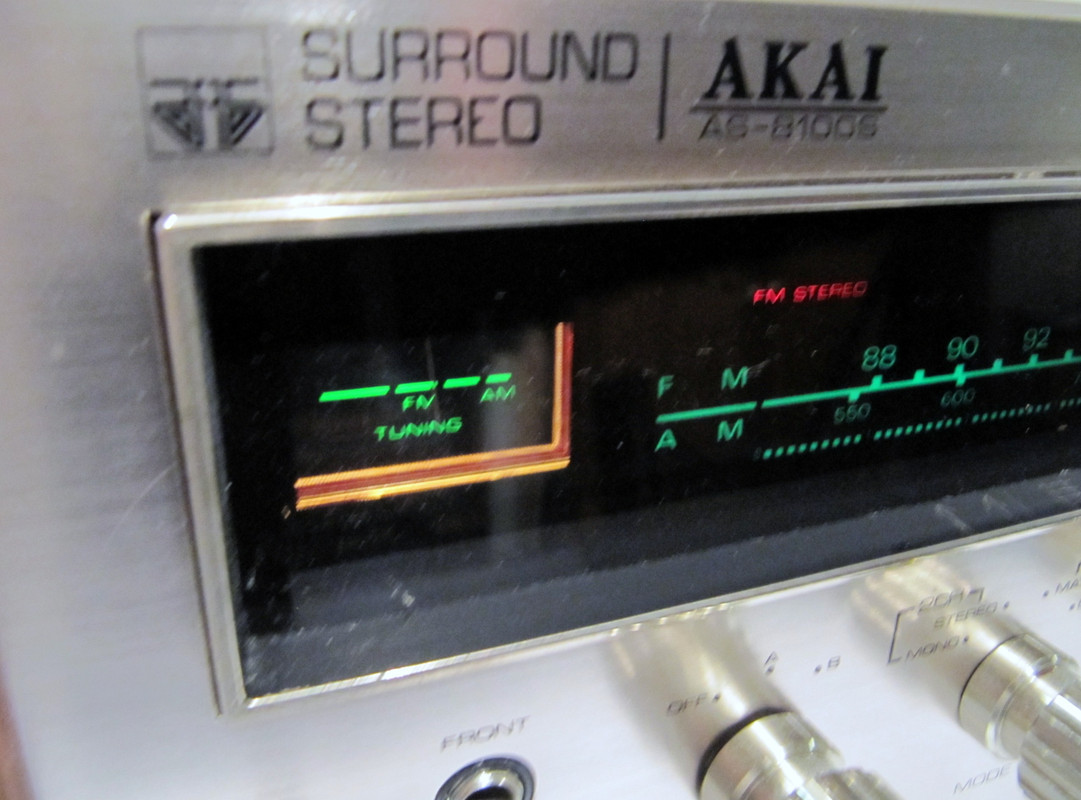 SURROUND
STEREO
AKAI
AS-8100S
FM STEREO
FM AM
TUNING
F M 88 90 92
A M 550 600
2CH
STEREO
MONO
A B
OFF
FRONT
MODE